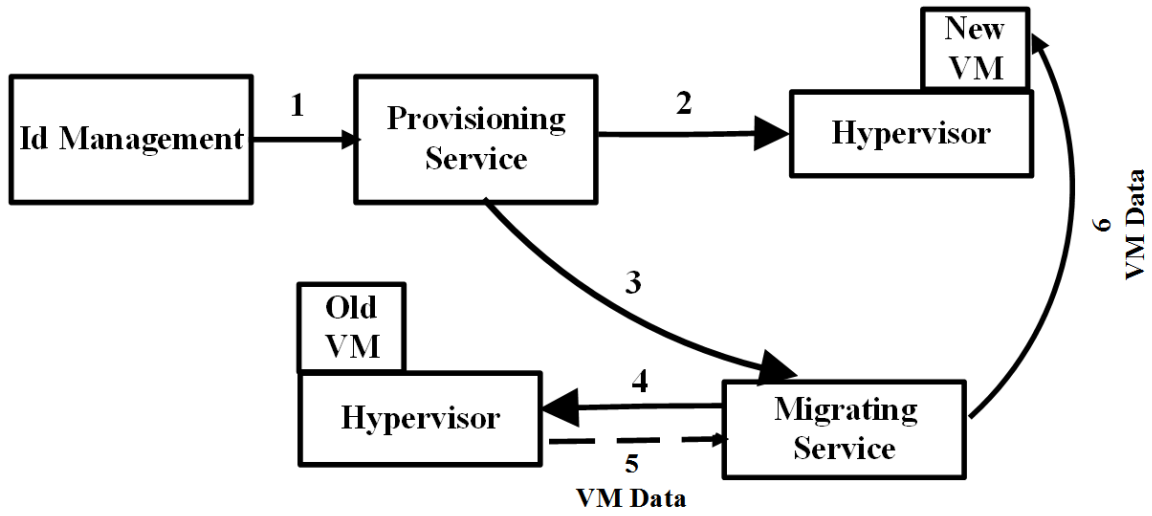 New
VM
1
2
Id Management
Provisioning
Service
Hypervisor
6
VM Data
3
Old
VM
4
Hypervisor
Migrating
Service
5
VM Data